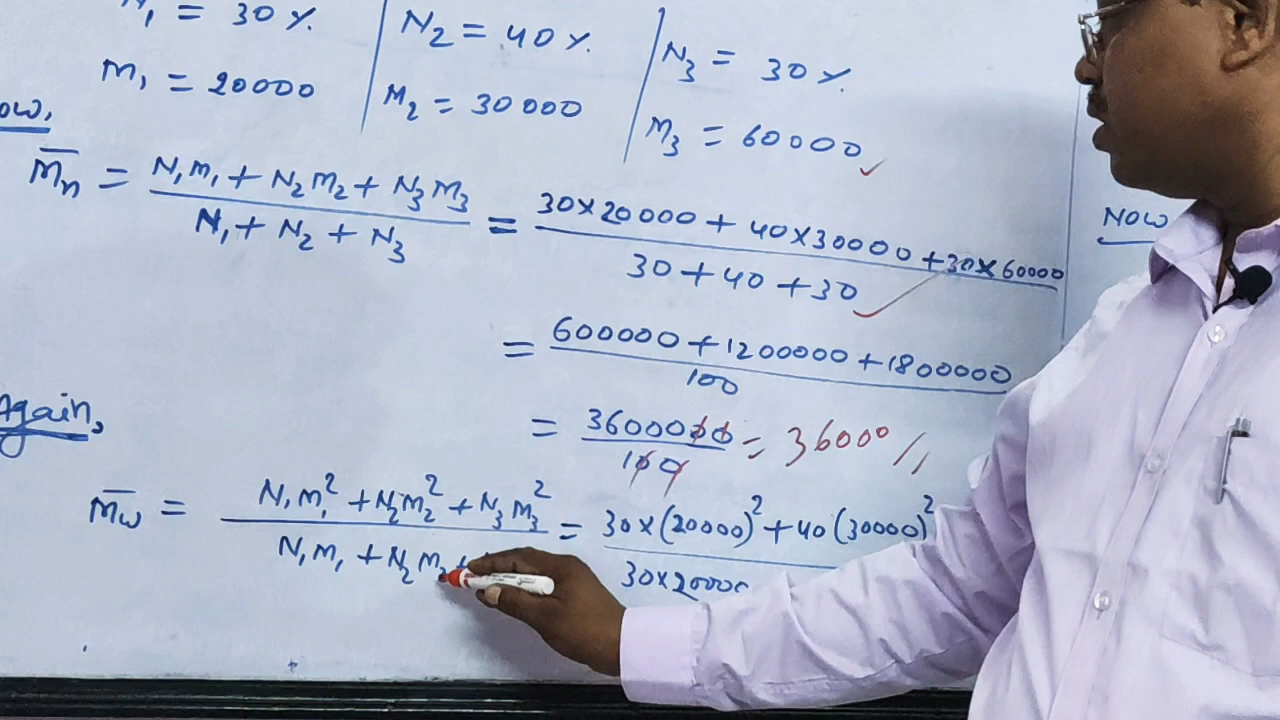 N₁ = 30 %. N₂ = 40 %. N₃ = 30 %.
M₁ = 20000 M₂ = 30000 M₃ = 60000 ✓
ow,
M̅n = (N₁M₁ + N₂M₂ + N₃M₃) / (N₁ + N₂ + N₃) = (30×20000 + 40×30000 + 30×60000) / (30 + 40 + 30) ✓
= (600000 + 1200000 + 1800000) / 100
= 3600000 / 100 = 36000 //
Again,
M̅w = (N₁M₁² + N₂M₂² + N₃M₃²) / (N₁M₁ + N₂M₂ + = (30×(20000)² + 40(30000)² / 30×20000
NOW